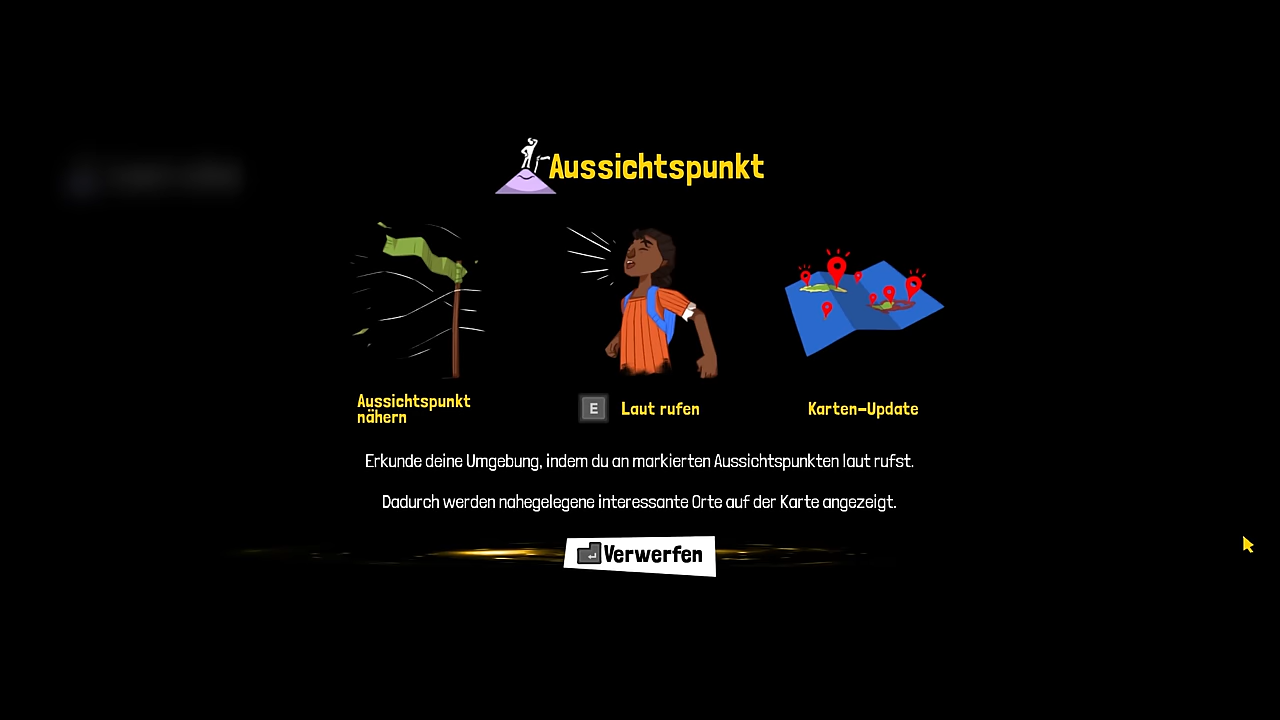 Aussichtspunkt
Aussichtspunkt
nähern
E Laut rufen
Karten-Update
Erkunde deine Umgebung, indem du an markierten Aussichtspunkten laut rufst.
Dadurch werden nahegelegene interessante Orte auf der Karte angezeigt.
Verwerfen